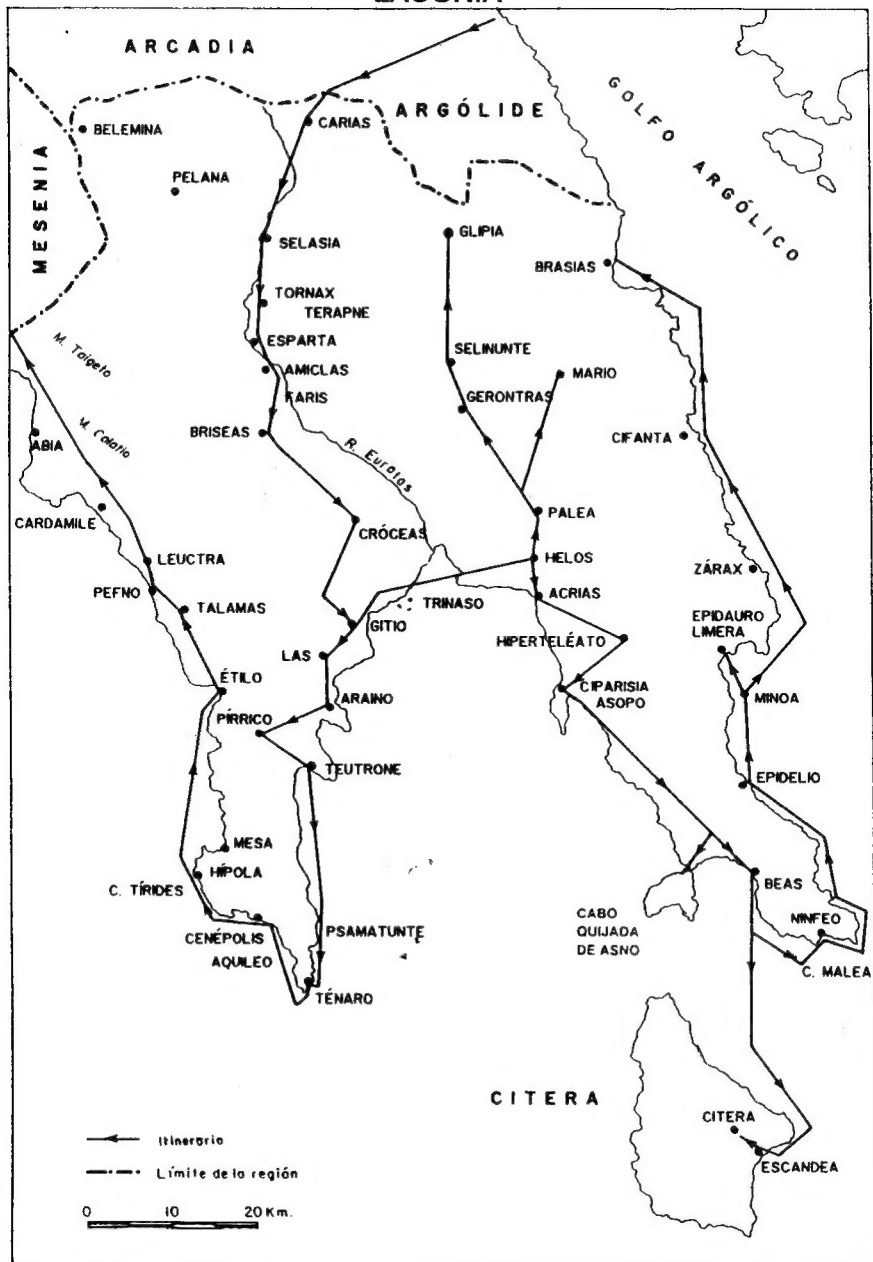 LACONIA
ARCADIA
ARGÓLIDE
GOLFO ARGÓLICO
MESENIA
BELEMINA
CARIAS
PELANA
SELASIA
GLIPIA
BRASIAS
TORNAX
TERAPNE
ESPARTA
SELINUNTE
MARIO
M. Taigeto
AMICLAS
FARIS
GERONTRAS
BRISEAS
R. Eurotas
CIFANTA
ABIA
M. Calatio
CARDAMILE
CRÓCEAS
PALEA
LEUCTRA
HELOS
ZÁRAX
PEFNO
TALAMAS
TRINASO
ACRIAS
GITIO
HIPERTELÉATO
EPIDAURO
LIMERA
LAS
ÉTILO
ARAINO
CIPARISIA
ASOPO
MINOA
PÍRRICO
TEUTRONE
EPIDELIO
MESA
HÍPOLA
C. TÍRIDES
BEAS
CENÉPOLIS
PSAMATUNTE
CABO
QUIJADA
DE ASNO
NINFEO
AQUILEO
C. MALEA
TÉNARO
CITERA
CITERA
ESCANDEA
Itinerario
Límite de la región
0 10 20 Km.